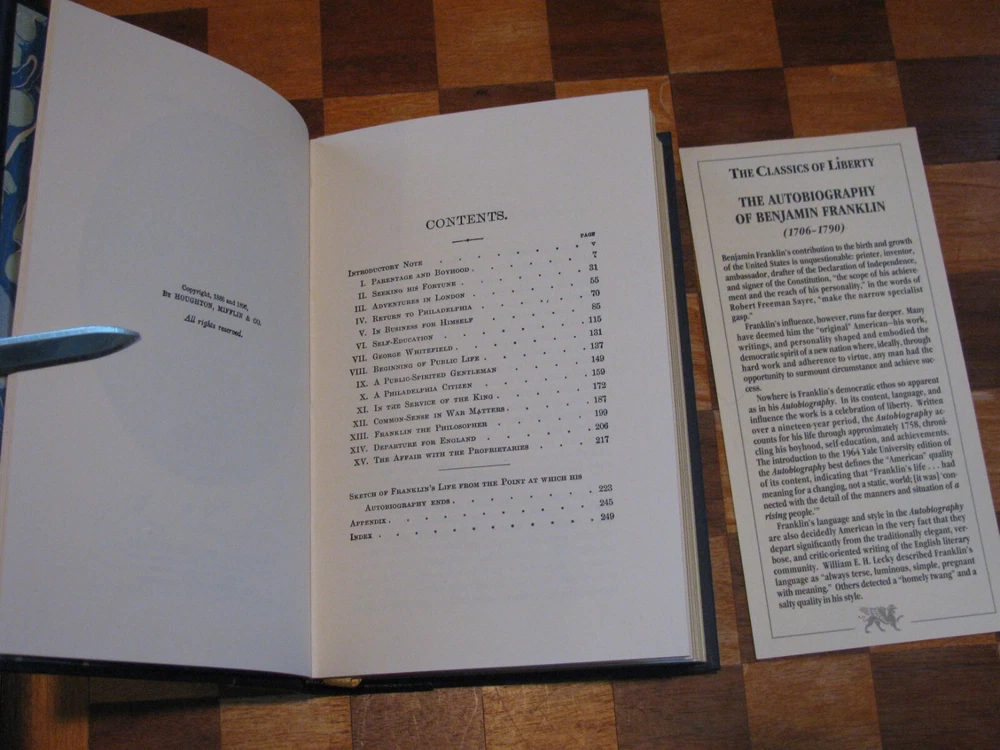 Copyright, 1888 and 1896,
BY HOUGHTON, MIFFLIN & CO.
All rights reserved.
CONTENTS.
PAGE
INTRODUCTORY NOTE . . . . . . . v
I. PARENTAGE AND BOYHOOD . . . . . . 7
II. SEEKING HIS FORTUNE . . . . . . 31
III. ADVENTURES IN LONDON . . . . . . 55
IV. RETURN TO PHILADELPHIA . . . . . . 70
V. IN BUSINESS FOR HIMSELF . . . . . . 85
VI. SELF-EDUCATION . . . . . . 115
VII. GEORGE WHITEFIELD . . . . . . 131
VIII. BEGINNING OF PUBLIC LIFE . . . . . . 137
IX. A PUBLIC-SPIRITED GENTLEMAN . . . . . 149
X. A PHILADELPHIA CITIZEN . . . . . . 159
XI. IN THE SERVICE OF THE KING . . . . . 172
XII. COMMON-SENSE IN WAR MATTERS . . . . . 187
XIII. FRANKLIN THE PHILOSOPHER . . . . . 199
XIV. DEPARTURE FOR ENGLAND . . . . . . 206
XV. THE AFFAIR WITH THE PROPRIETARIES . . . 217
SKETCH OF FRANKLIN'S LIFE FROM THE POINT AT WHICH HIS
AUTOBIOGRAPHY ENDS . . . . . . . 223
APPENDIX . . . . . . . . . 245
INDEX . . . . . . . . . 249
THE CLASSICS OF LIBERTY
THE AUTOBIOGRAPHY
OF BENJAMIN FRANKLIN
(1706–1790)
Benjamin Franklin's contribution to the birth and growth
of the United States is unquestionable: printer, inventor,
ambassador, drafter of the Declaration of Independence,
and signer of the Constitution, "the scope of his achieve-
ment and the reach of his personality," in the words of
Robert Freeman Sayre, "make the narrow specialist
gasp."
Franklin's influence, however, runs far deeper. Many
have deemed him the "original" American—his work,
writings, and personality shaped and embodied the
democratic spirit of a new nation where, ideally, through
hard work and adherence to virtue, any man had the
opportunity to surmount circumstance and achieve suc-
cess.
Nowhere is Franklin's democratic ethos so apparent
as in his Autobiography. In its content, language, and
influence the work is a celebration of liberty. Written
over a nineteen-year period, the Autobiography ac-
counts for his life through approximately 1758, chroni-
cling his boyhood, self-education, and achievements.
The introduction to the 1964 Yale University edition of
the Autobiography best defines the "American" quality
of its content, indicating that "Franklin's life . . . had
meaning for a changing, not a static, world; [it was] 'con-
nected with the detail of the manners and situation of a
rising people.'"
Franklin's language and style in the Autobiography
are also decidedly American in the very fact that they
depart significantly from the traditionally elegant, ver-
bose, and critic-oriented writing of the English literary
community. William E. H. Lecky described Franklin's
language as "always terse, luminous, simple, pregnant
with meaning." Others detected a "homely twang" and a
salty quality in his style.